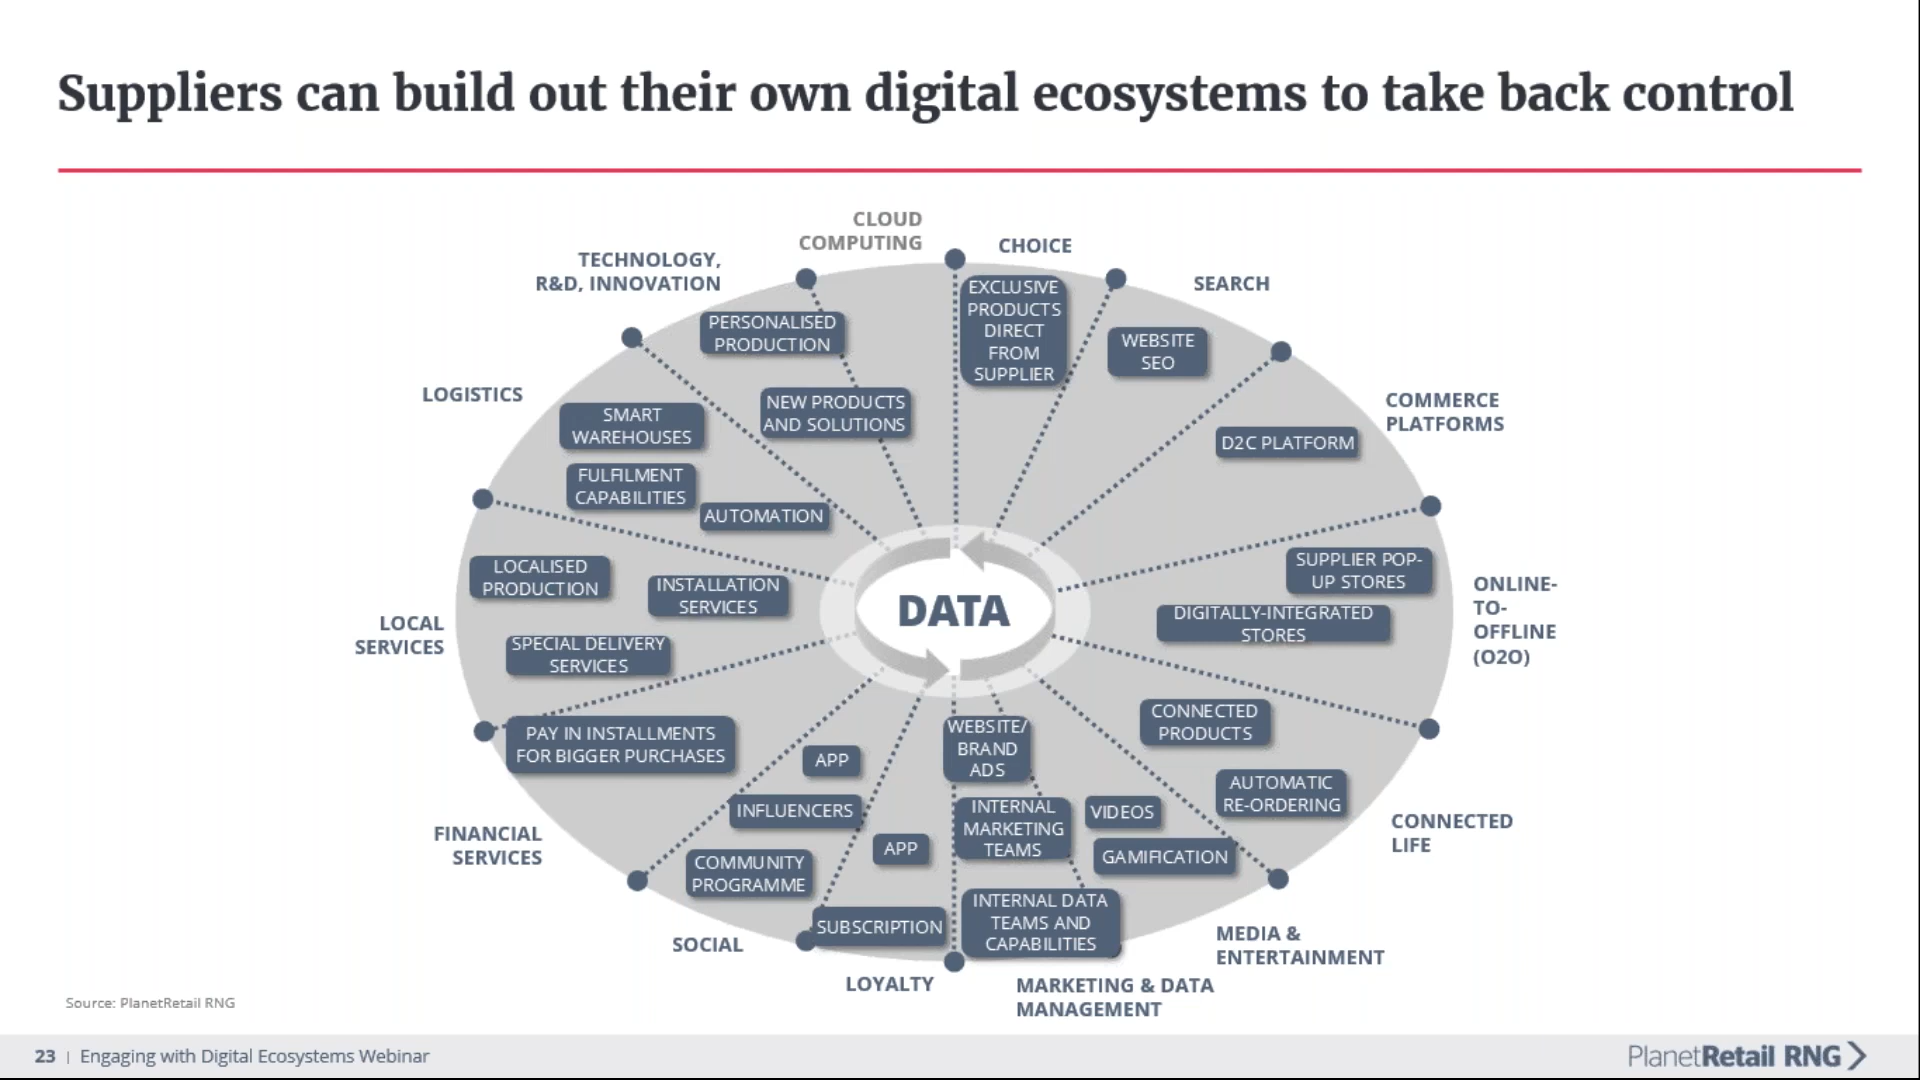 Suppliers can build out their own digital ecosystems to take back control
CLOUD
COMPUTING
CHOICE
TECHNOLOGY,
R&D, INNOVATION
SEARCH
EXCLUSIVE
PRODUCTS
DIRECT
FROM
SUPPLIER
PERSONALISED
PRODUCTION
WEBSITE
SEO
LOGISTICS
COMMERCE
PLATFORMS
NEW PRODUCTS
AND SOLUTIONS
SMART
WAREHOUSES
D2C PLATFORM
FULFILMENT
CAPABILITIES
AUTOMATION
LOCALISED
PRODUCTION
INSTALLATION
SERVICES
SUPPLIER POP-
UP STORES
ONLINE-
TO-
OFFLINE
(O2O)
DATA
DIGITALLY-INTEGRATED
STORES
LOCAL
SERVICES
SPECIAL DELIVERY
SERVICES
PAY IN INSTALLMENTS
FOR BIGGER PURCHASES
WEBSITE/
BRAND
ADS
CONNECTED
PRODUCTS
APP
AUTOMATIC
RE-ORDERING
INFLUENCERS
INTERNAL
MARKETING
TEAMS
VIDEOS
CONNECTED
LIFE
FINANCIAL
SERVICES
APP
GAMIFICATION
COMMUNITY
PROGRAMME
SUBSCRIPTION
INTERNAL DATA
TEAMS AND
CAPABILITIES
SOCIAL
MEDIA &
ENTERTAINMENT
LOYALTY
MARKETING & DATA
MANAGEMENT
Source: PlanetRetail RNG
23 | Engaging with Digital Ecosystems Webinar
PlanetRetail RNG